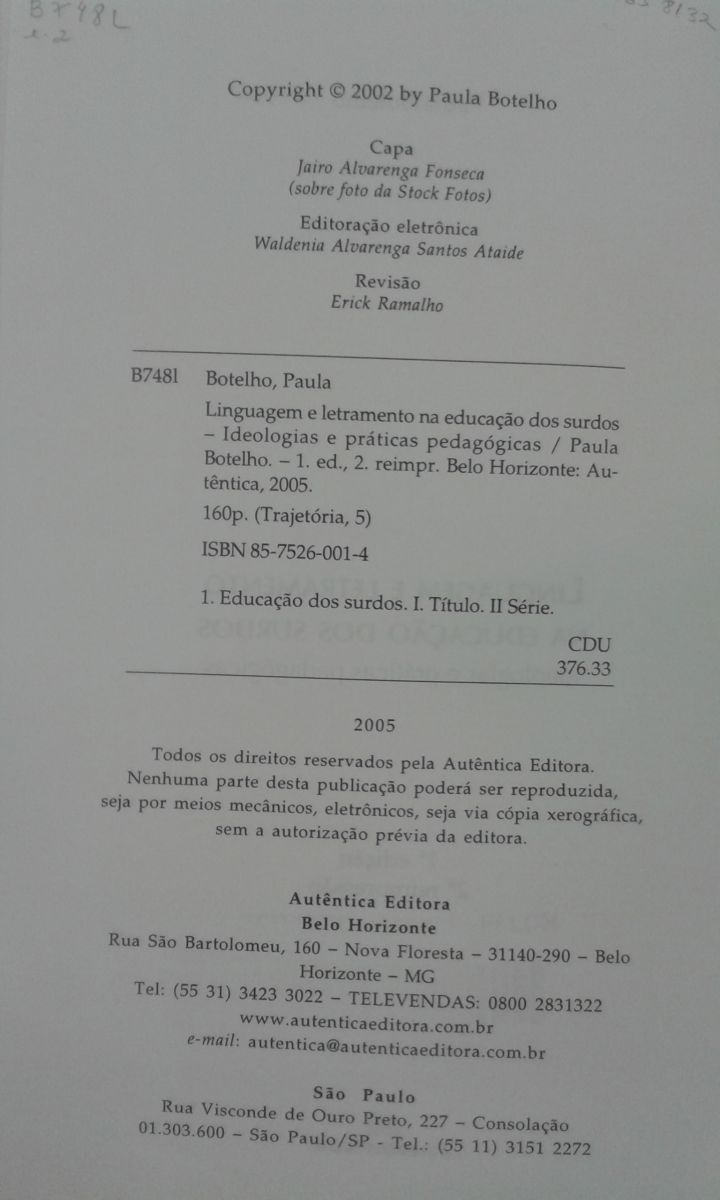 B748L
e.2
8132
Copyright © 2002 by Paula Botelho
Capa
Jairo Alvarenga Fonseca
(sobre foto da Stock Fotos)
Editoração eletrônica
Waldenia Alvarenga Santos Ataide
Revisão
Erick Ramalho
B748l Botelho, Paula
Linguagem e letramento na educação dos surdos
– Ideologias e práticas pedagógicas / Paula
Botelho. – 1. ed., 2. reimpr. Belo Horizonte: Au-
têntica, 2005.
160p. (Trajetória, 5)
ISBN 85-7526-001-4
1. Educação dos surdos. I. Título. II Série.
CDU
376.33
2005
Todos os direitos reservados pela Autêntica Editora.
Nenhuma parte desta publicação poderá ser reproduzida,
seja por meios mecânicos, eletrônicos, seja via cópia xerográfica,
sem a autorização prévia da editora.
Autêntica Editora
Belo Horizonte
Rua São Bartolomeu, 160 – Nova Floresta – 31140-290 – Belo
Horizonte – MG
Tel: (55 31) 3423 3022 – TELEVENDAS: 0800 2831322
www.autenticaeditora.com.br
e-mail: autentica@autenticaeditora.com.br
São Paulo
Rua Visconde de Ouro Preto, 227 – Consolação
01.303.600 – São Paulo/SP - Tel.: (55 11) 3151 2272